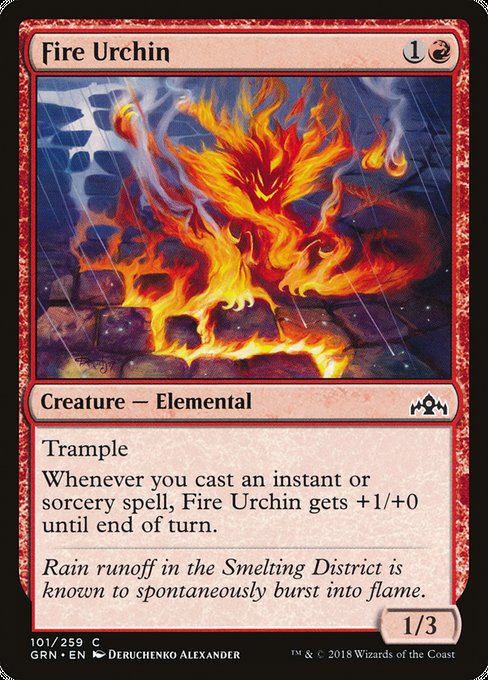 Fire Urchin 1
Creature — Elemental
Trample
Whenever you cast an instant or
sorcery spell, Fire Urchin gets +1/+0
until end of turn.
Rain runoff in the Smelting District is
known to spontaneously burst into flame.
1/3
101/259 C
GRN • EN Deruchenko Alexander
™ & © 2018 Wizards of the Coast